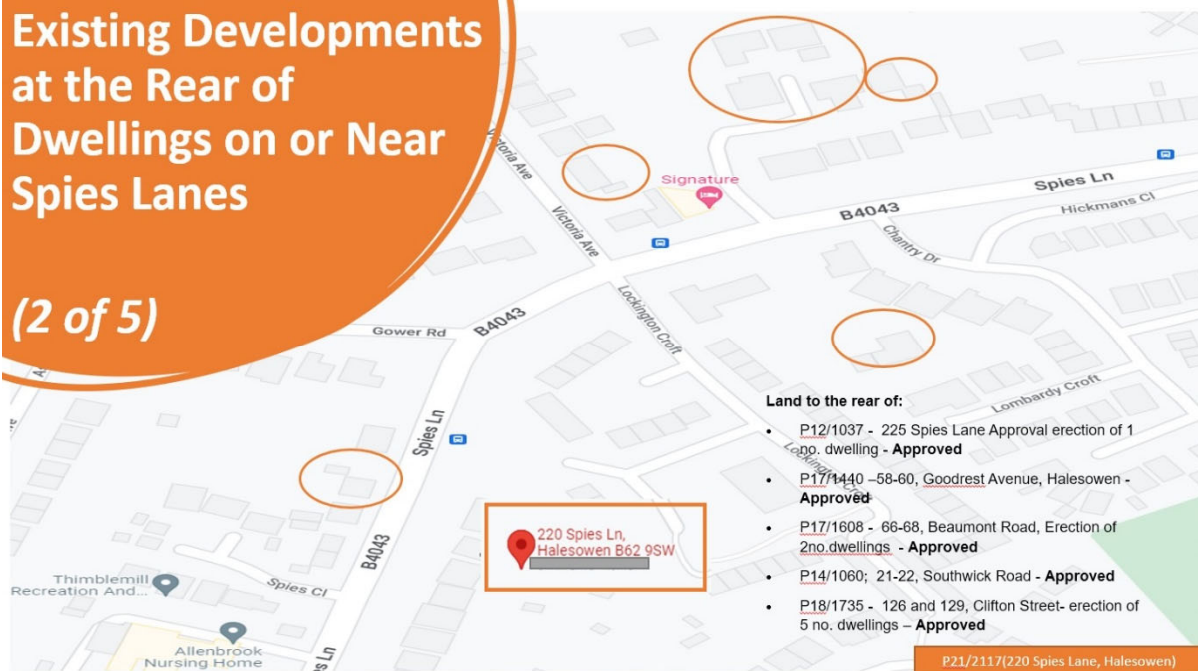 Existing Developments
at the Rear of
Dwellings on or Near
Spies Lanes
(2 of 5)
Victoria Ave
Signature
Spies Ln
Hickmans Cl
B4043
Chantry Dr
Victoria Ave
Lockington Croft
Gower Rd
B4043
Lombardy Croft
Spies Ln
Land to the rear of:
• P12/1037 - 225 Spies Lane Approval erection of 1
no. dwelling - Approved
• P17/1440 –58-60, Goodrest Avenue, Halesowen -
Approved
• P17/1608 - 66-68, Beaumont Road, Erection of
2no.dwellings - Approved
• P14/1060; 21-22, Southwick Road - Approved
• P18/1735 - 126 and 129, Clifton Street- erection of
5 no. dwellings – Approved
220 Spies Ln,
Halesowen B62 9SW
B4043
Thimblemill
Recreation And...
Spies Cl
Allenbrook
Nursing Home
P21/2117(220 Spies Lane, Halesowen)